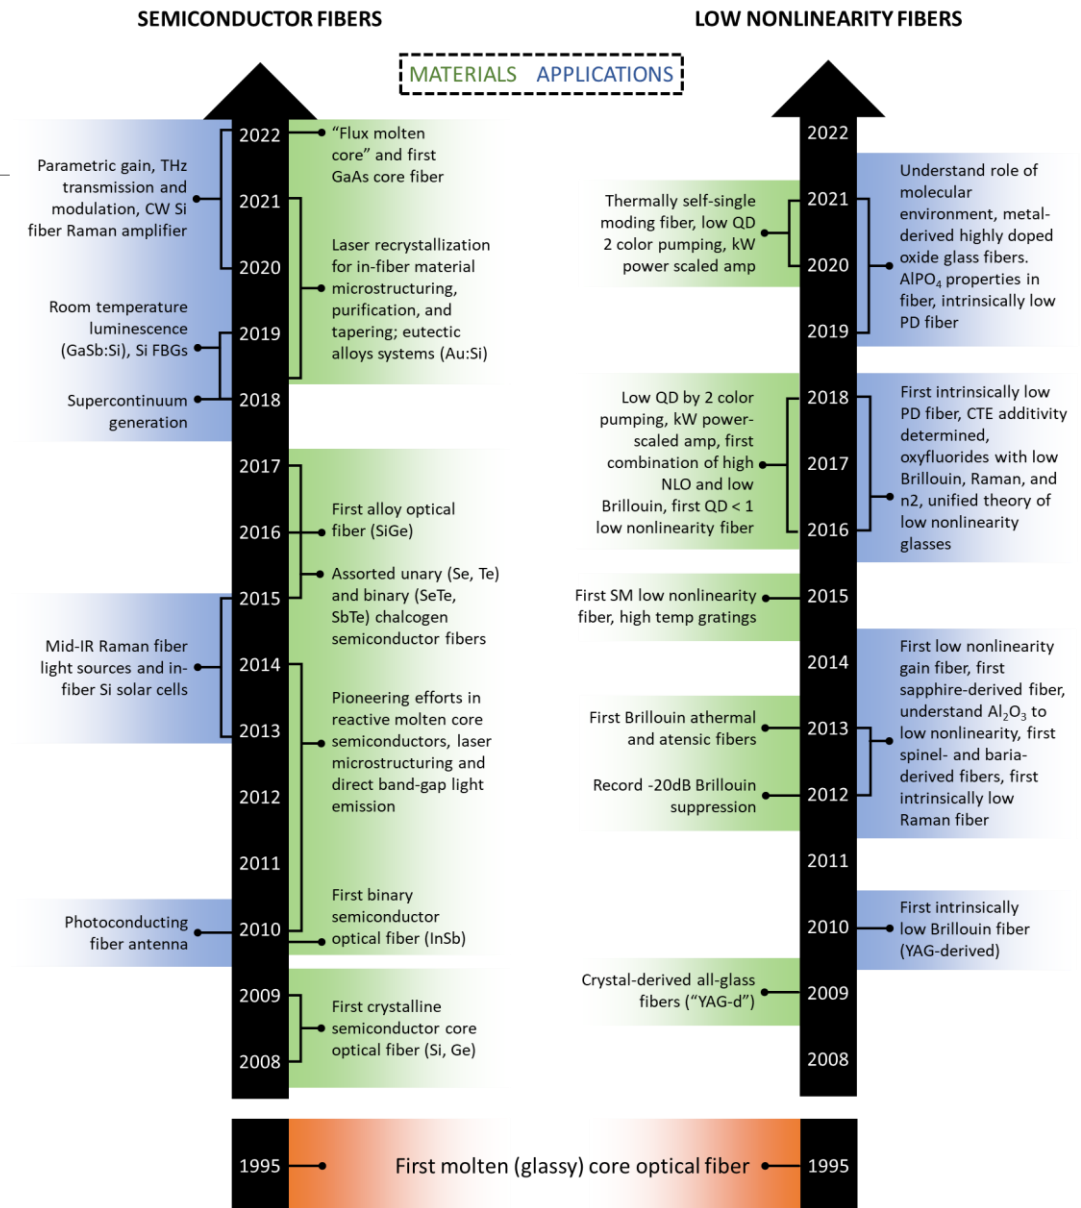 SEMICONDUCTOR FIBERS
LOW NONLINEARITY FIBERS
MATERIALS APPLICATIONS
2022
2021
2020
2019
2018
2017
2016
2015
2014
2013
2012
2011
2010
2009
2008
1995
Parametric gain, THz
transmission and
modulation, CW Si
fiber Raman amplifier
Room temperature
luminescence
(GaSb:Si), Si FBGs
Supercontinuum
generation
Mid-IR Raman fiber
light sources and in-
fiber Si solar cells
Photoconducting
fiber antenna
“Flux molten
core” and first
GaAs core fiber
Laser recrystallization
for in-fiber material
microstructuring,
purification, and
tapering; eutectic
alloys systems (Au:Si)
First alloy optical
fiber (SiGe)
Assorted unary (Se, Te)
and binary (SeTe,
SbTe) chalcogen
semiconductor fibers
Pioneering efforts in
reactive molten core
semiconductors, laser
microstructuring and
direct band-gap light
emission
First binary
semiconductor
optical fiber (InSb)
First crystalline
semiconductor core
optical fiber (Si, Ge)
Thermally self-single
moding fiber, low QD
2 color pumping, kW
power scaled amp
Low QD by 2 color
pumping, kW power-
scaled amp, first
combination of high
NLO and low
Brillouin, first QD < 1
low nonlinearity fiber
First SM low nonlinearity
fiber, high temp gratings
First Brillouin athermal
and atensic fibers
Record -20dB Brillouin
suppression
Crystal-derived all-glass
fibers (“YAG-d”)
2022
2021
2020
2019
2018
2017
2016
2015
2014
2013
2012
2011
2010
2009
2008
1995
Understand role of
molecular
environment, metal-
derived highly doped
oxide glass fibers.
AlPO₄ properties in
fiber, intrinsically low
PD fiber
First intrinsically low
PD fiber, CTE additivity
determined,
oxyfluorides with low
Brillouin, Raman, and
n2, unified theory of
low nonlinearity
glasses
First low nonlinearity
gain fiber, first
sapphire-derived fiber,
understand Al₂O₃ to
low nonlinearity, first
spinel- and baria-
derived fibers, first
intrinsically low
Raman fiber
First intrinsically
low Brillouin fiber
(YAG-derived)
First molten (glassy) core optical fiber